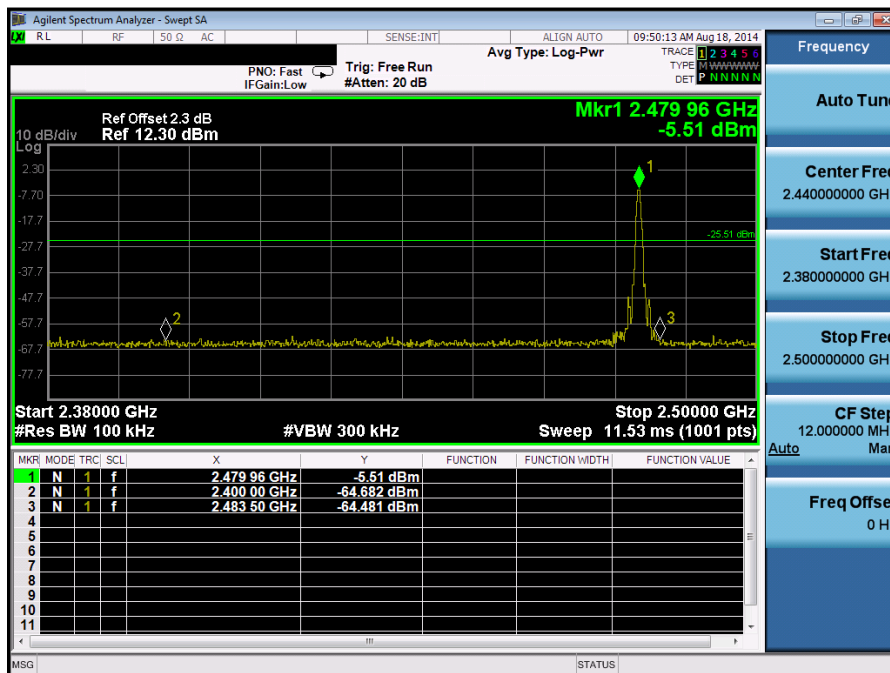 Agilent Spectrum Analyzer - Swept SA
LXI RL RF 50 Ω AC SENSE:INT ALIGN AUTO 09:50:13 AM Aug 18, 2014
Frequency
PNO: Fast
IFGain:Low
Trig: Free Run
#Atten: 20 dB
Avg Type: Log-Pwr
TRACE 1 2 3 4 5 6
TYPE M WWWWW
DET P N N N N N
Auto Tune
Mkr1 2.479 96 GHz
-5.51 dBm
Ref Offset 2.3 dB
10 dB/div Ref 12.30 dBm
Log
2.30
-7.70
-17.7
-27.7
-37.7
-47.7
-57.7
-67.7
-77.7
1
-25.51 dBm
2
3
Center Freq
2.440000000 GH
Start Freq
2.380000000 GH
Stop Freq
2.500000000 GH
Start 2.38000 GHz Stop 2.50000 GHz
#Res BW 100 kHz #VBW 300 kHz Sweep 11.53 ms (1001 pts)
CF Step
12.000000 MH
Auto Man
MKR MODE TRC SCL X Y FUNCTION FUNCTION WIDTH FUNCTION VALUE
1 N 1 f 2.479 96 GHz -5.51 dBm
2 N 1 f 2.400 00 GHz -64.682 dBm
3 N 1 f 2.483 50 GHz -64.481 dBm
4
5
6
7
8
9
10
11
Freq Offset
0 H
MSG STATUS